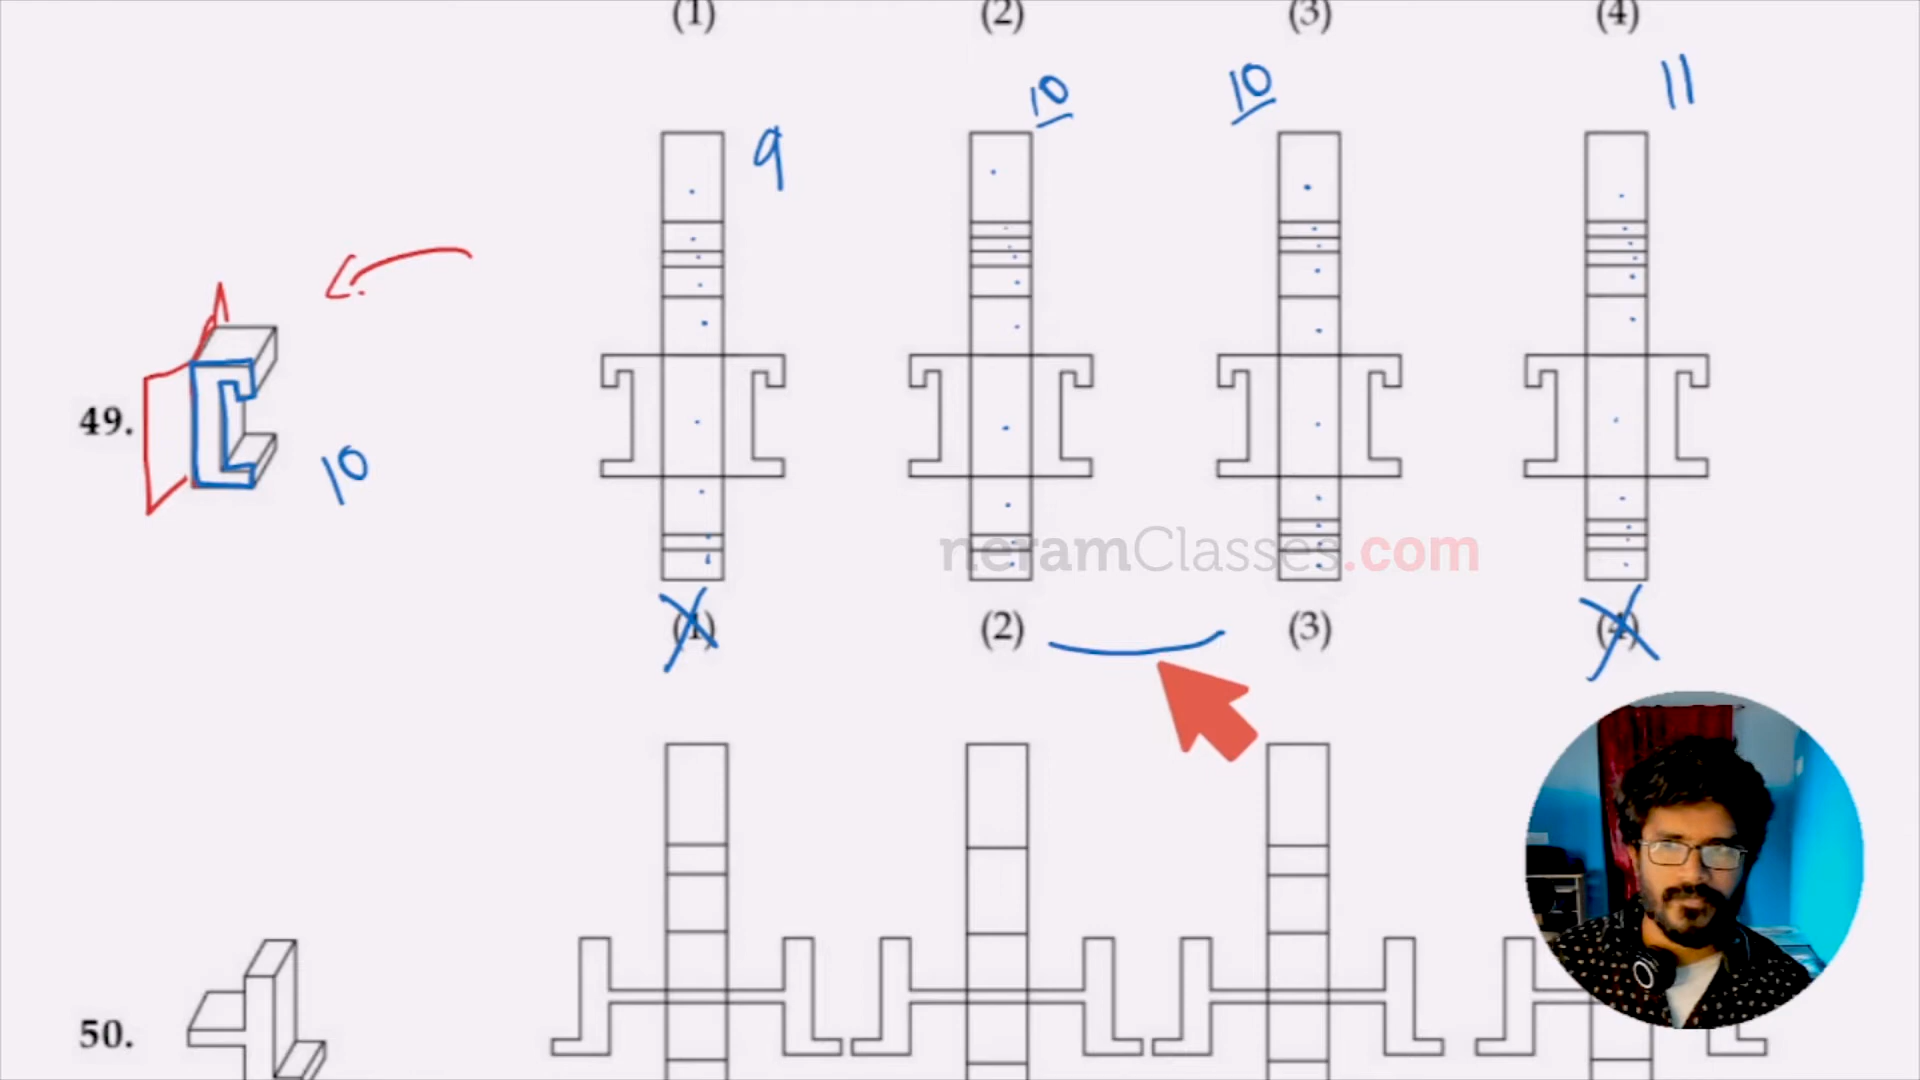 (1) (2) (3) (4)
9 10 10 11
49.
10
neramClasses.com
(1) (2) (3) (4)
50.